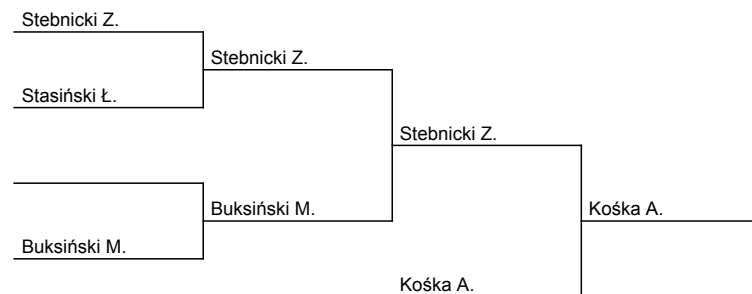 Stebnicki Z.
Stebnicki Z.
Stasiński Ł.
Stebnicki Z.
Buksiński M.
Kośka A.
Buksiński M.
Kośka A.